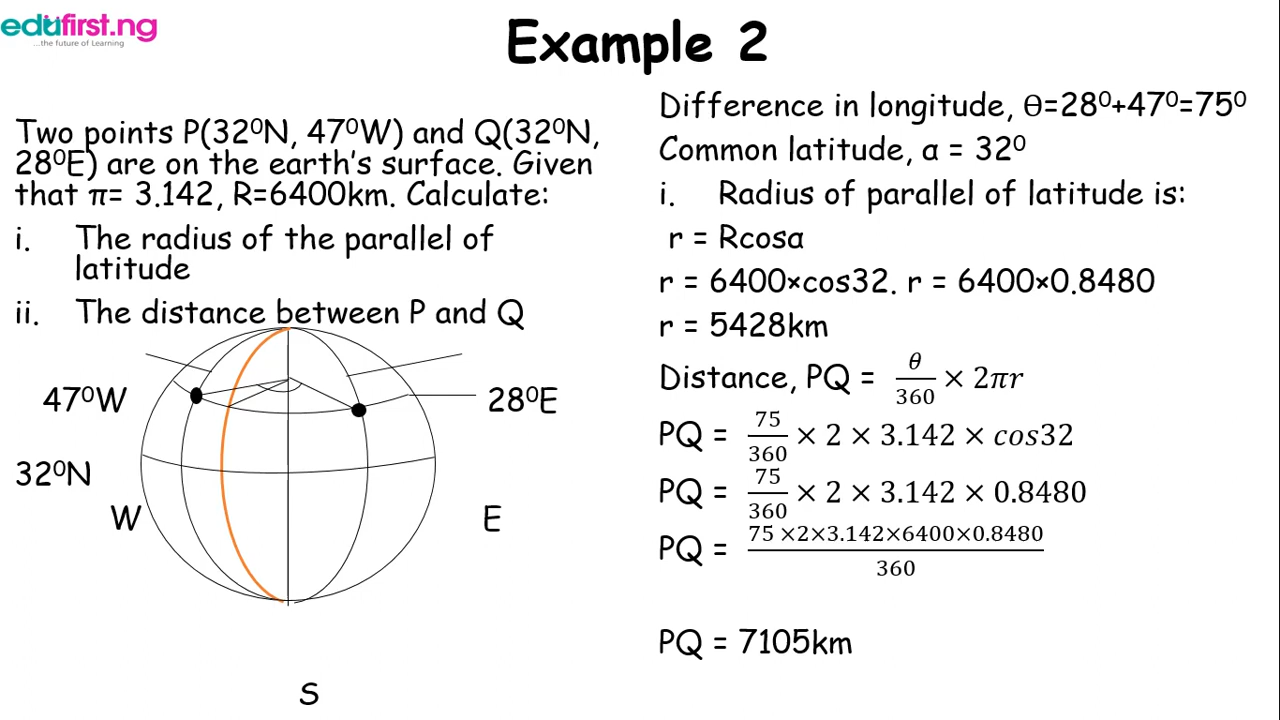 edufirst.ng
...the future of Learning
Example 2
Two points P(32⁰N, 47⁰W) and Q(32⁰N,
28⁰E) are on the earth's surface. Given
that π= 3.142, R=6400km. Calculate:
i. The radius of the parallel of
latitude
ii. The distance between P and Q
47⁰W
28⁰E
32⁰N
W
E
S
Difference in longitude, ϴ=28⁰+47⁰=75⁰
Common latitude, α = 32⁰
i. Radius of parallel of latitude is:
r = Rcosα
r = 6400×cos32. r = 6400×0.8480
r = 5428km
Distance, PQ = θ/360 × 2πr
PQ = 75/360 × 2 × 3.142 × cos32
PQ = 75/360 × 2 × 3.142 × 0.8480
PQ = 75 ×2×3.142×6400×0.8480/360
PQ = 7105km